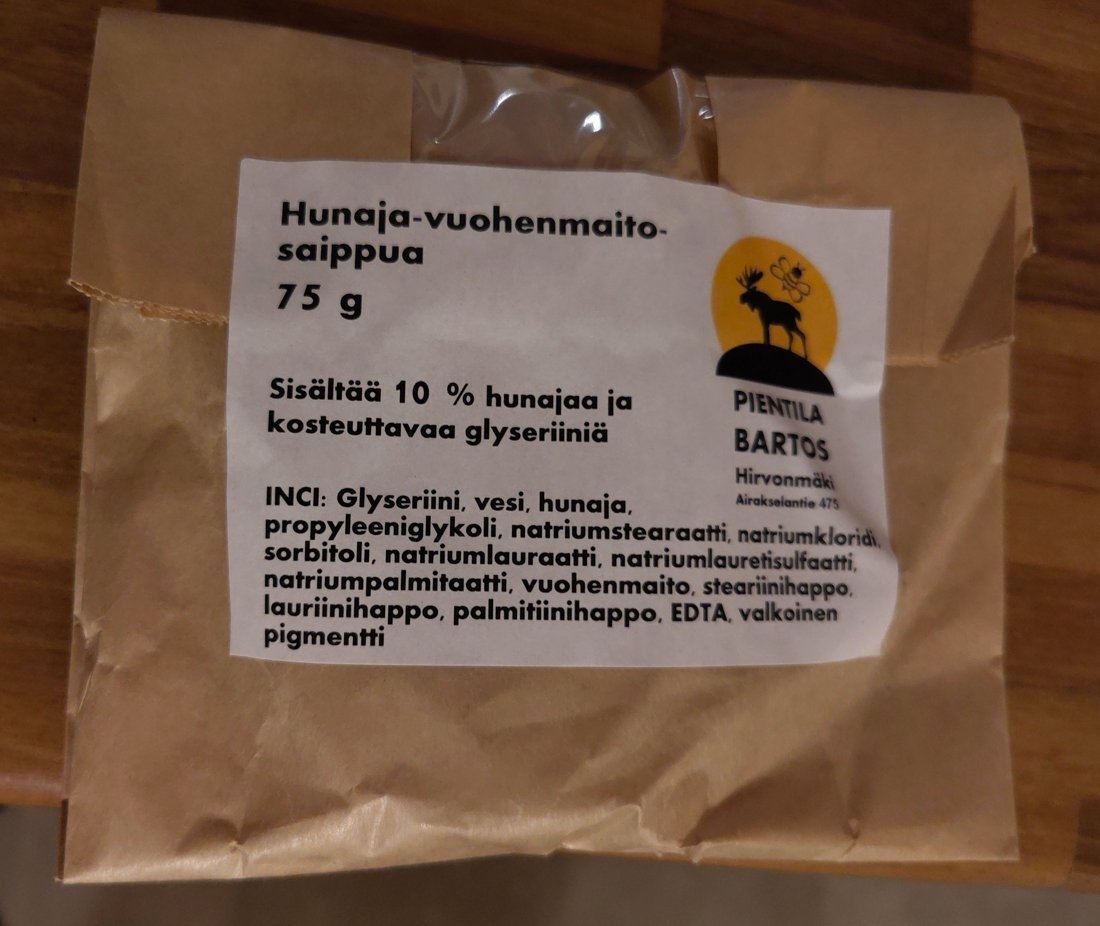 Hunaja-vuohenmaito-
saippua
75 g
Sisältää 10 % hunajaa ja
kosteuttavaa glyseriiniä
PIENTILA
BARTOS
Hirvonmäki
Airakselantie 475
INCI: Glyseriini, vesi, hunaja,
propyleeniglykoli, natriumstearaatti, natriumkloridi,
sorbitoli, natriumlauraatti, natriumlauretisulfaatti,
natriumpalmitaatti, vuohenmaito, steariinihappo,
lauriinihappo, palmitiinihappo, EDTA, valkoinen
pigmentti